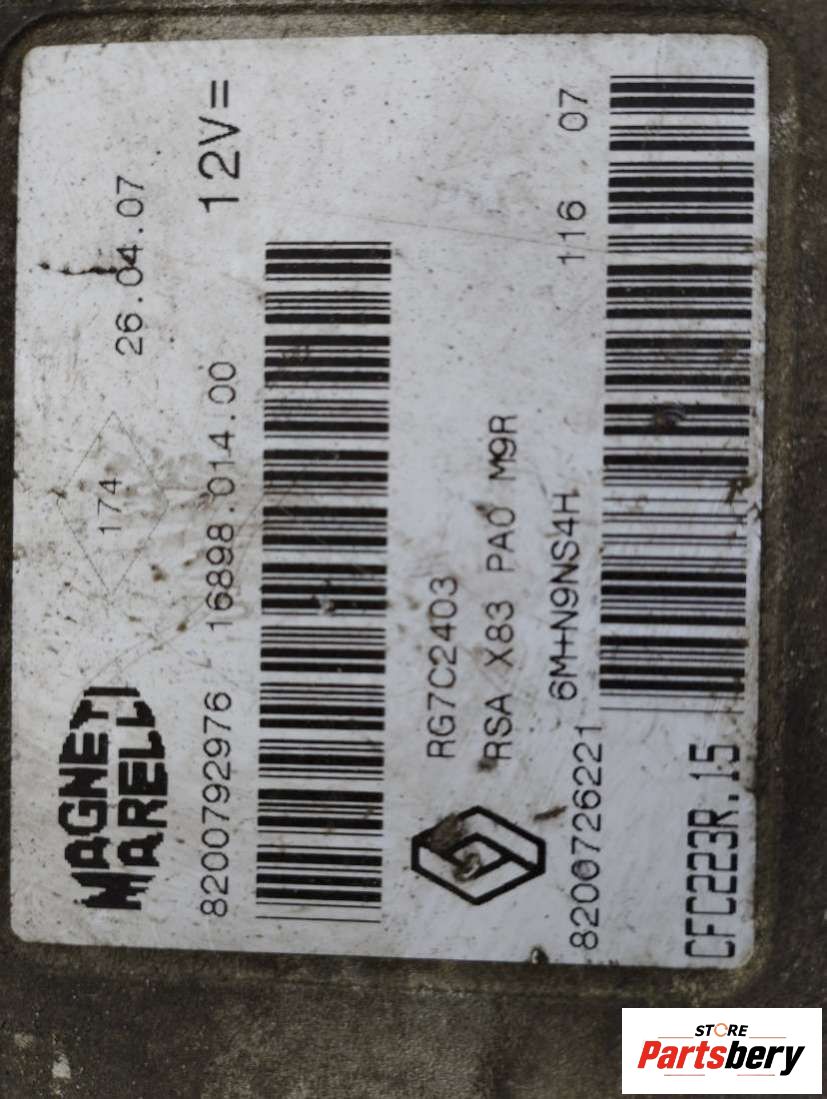 MAGNETI
MARELLI
174
26.04.07
8200792976
16898.014.00
12V=
RG7C2403
RSA X83 PA0 M9R
6M+N9NS4H
116 07
8200726221
CFC223R.15
STORE
Partsbery